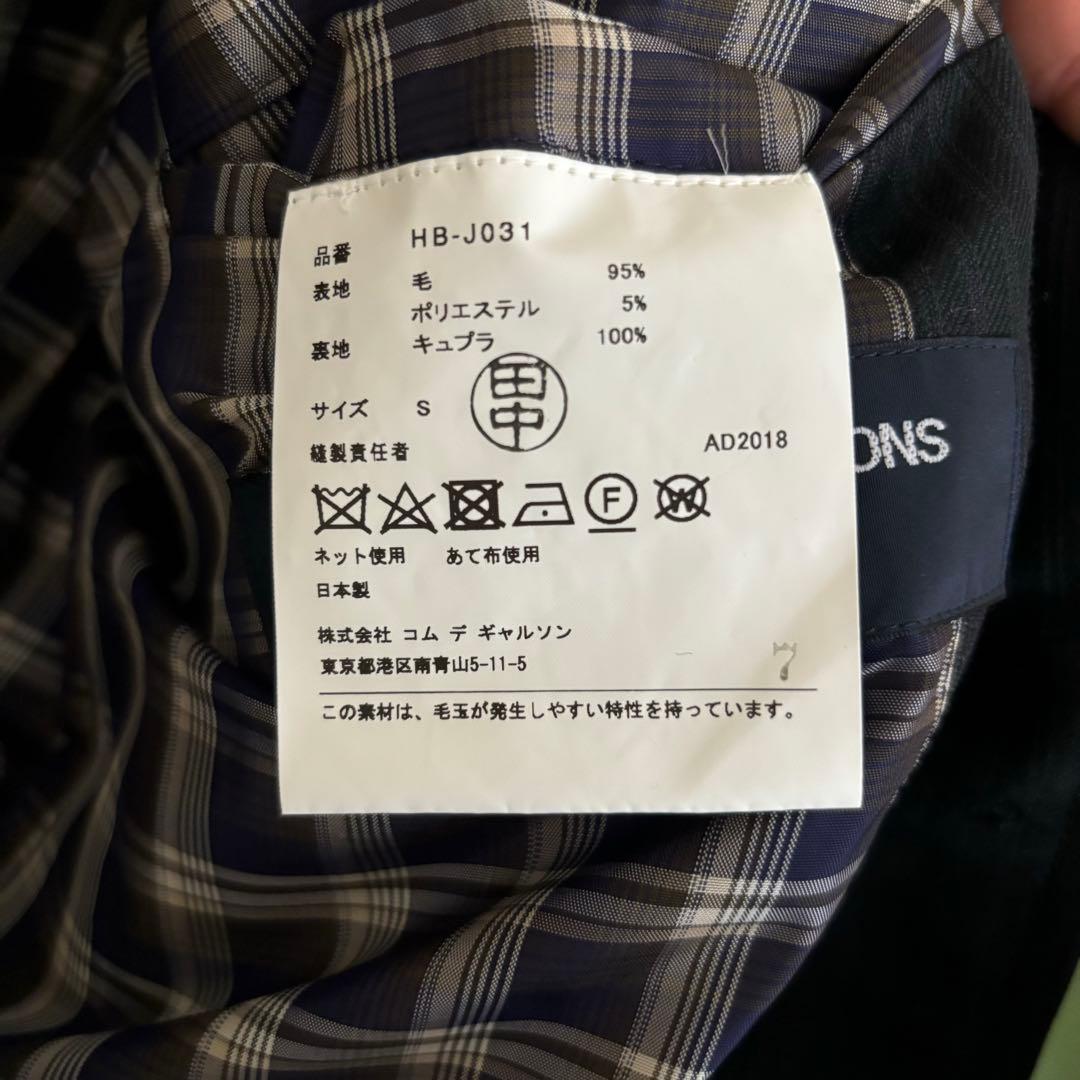 品番 HB-J031
表地 毛 95%
ポリエステル 5%
裏地 キュプラ 100%
サイズ S
田中
縫製責任者 AD2018
F W
ネット使用 あて布使用
日本製
株式会社 コム デ ギャルソン
東京都港区南青山5-11-5
7
この素材は、毛玉が発生しやすい特性を持っています。
ONS